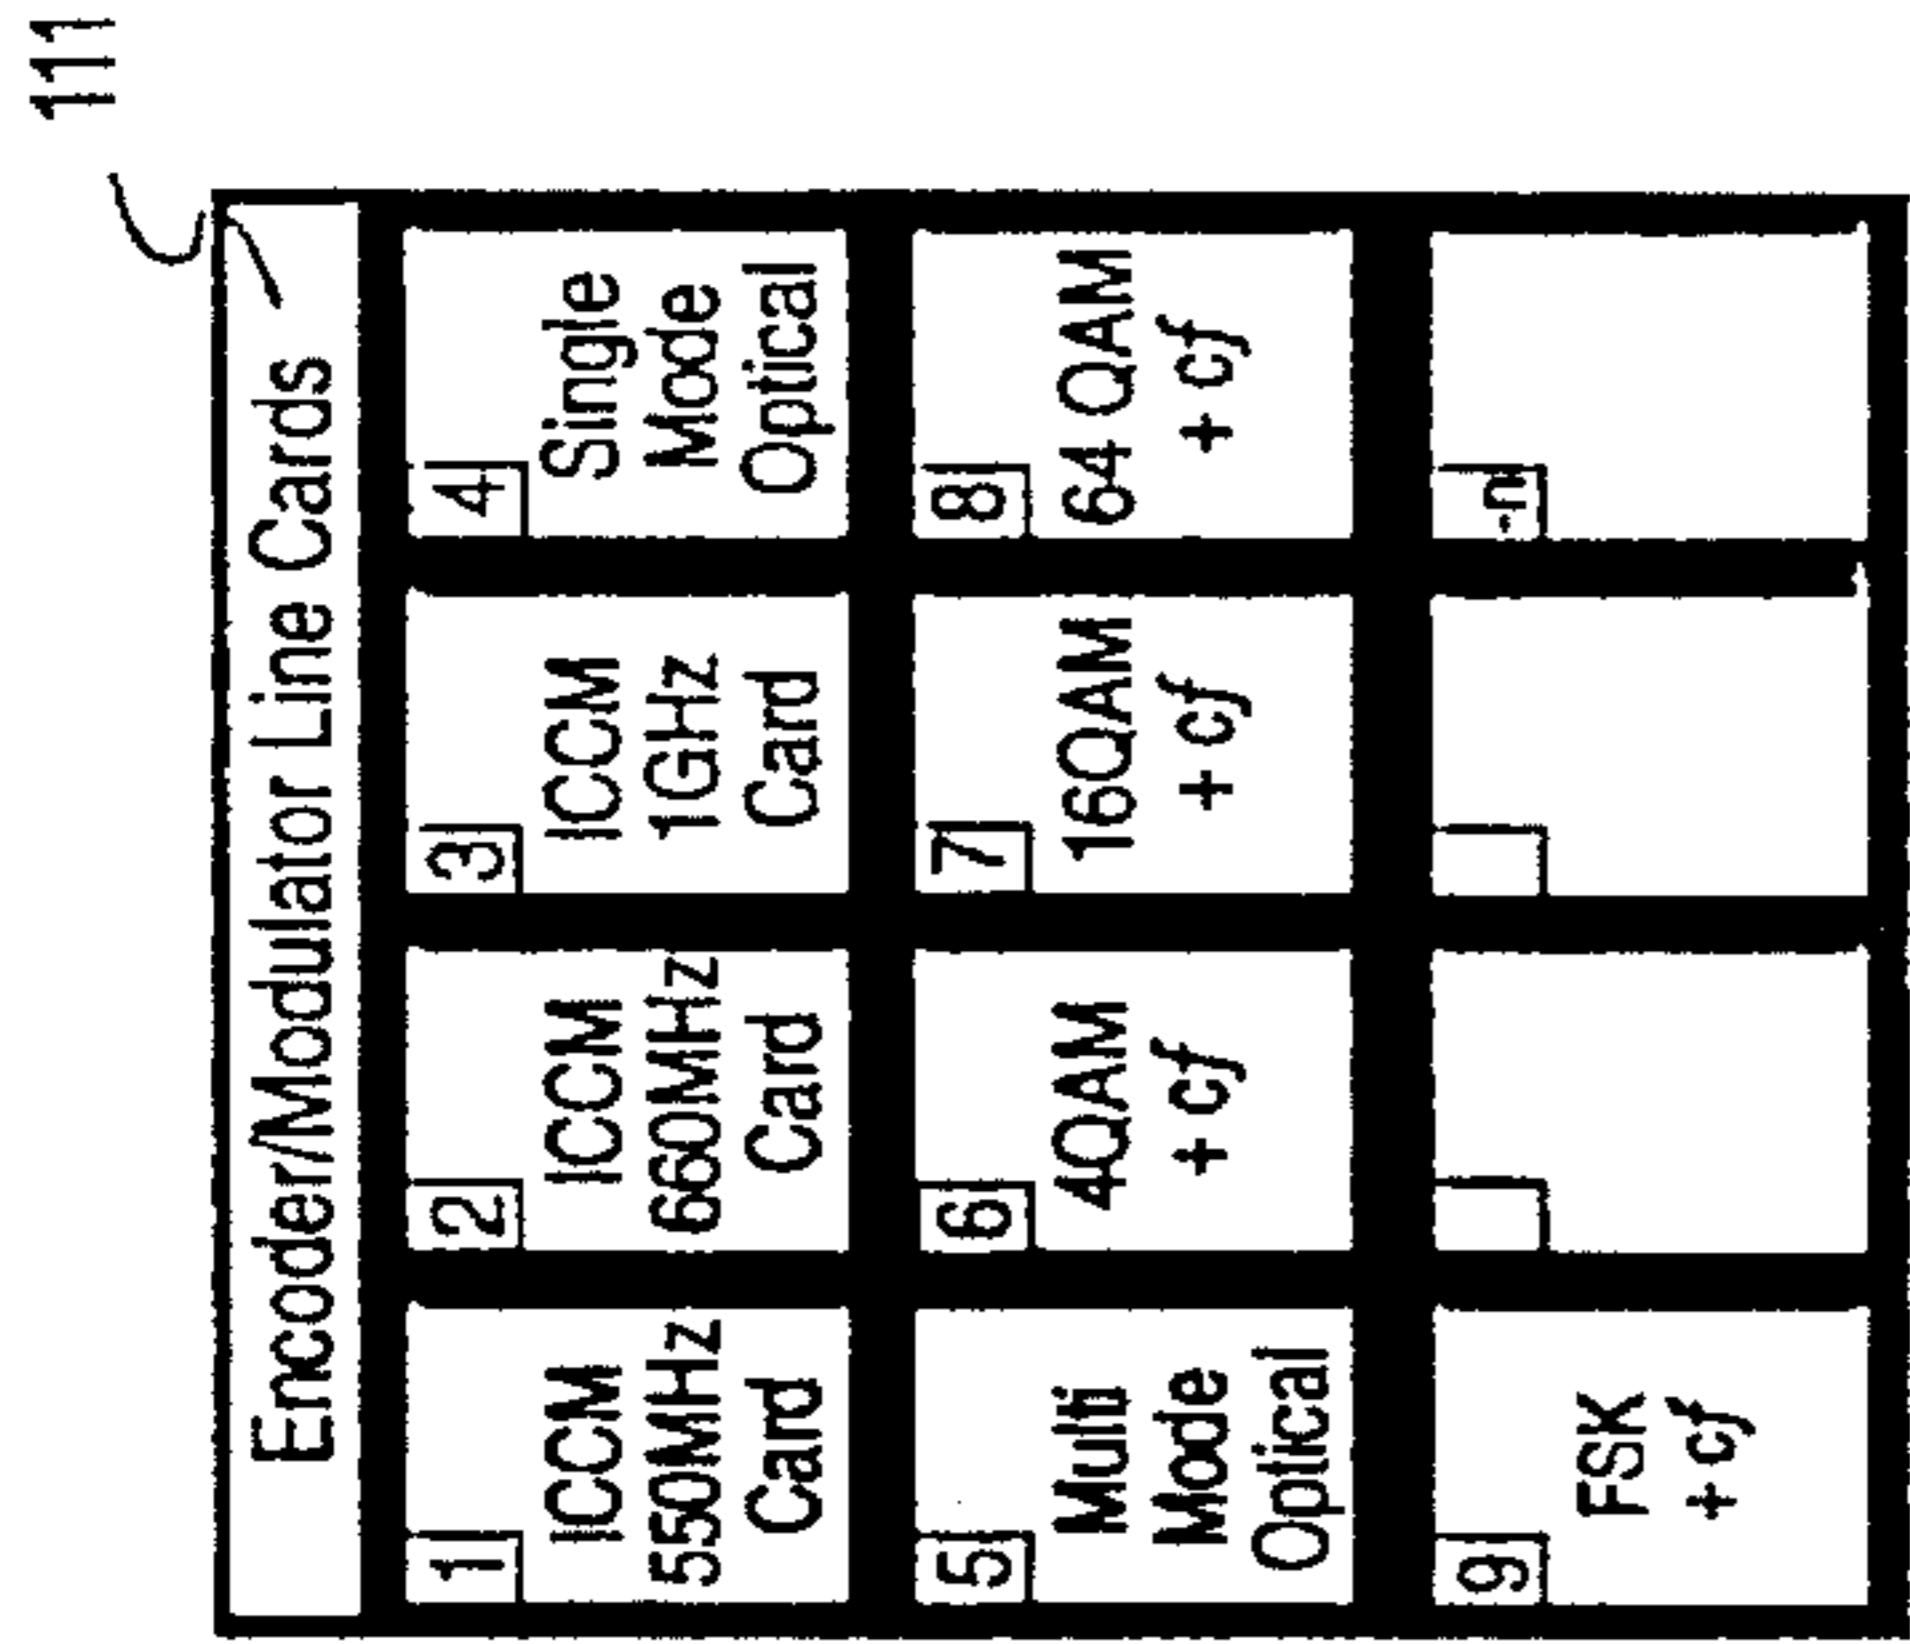 111
Encoder/Modulator Line Cards
1
ICCM
550MHz
Card
2
ICCM
660MHz
Card
3
ICCM
1GHz
Card
4
Single
Mode
Optical
5
Multi
Mode
Optical
6
4QAM
+ cf
7
16QAM
+ cf
8
64 QAM
+ cf
9
FSK
+ cf
-n